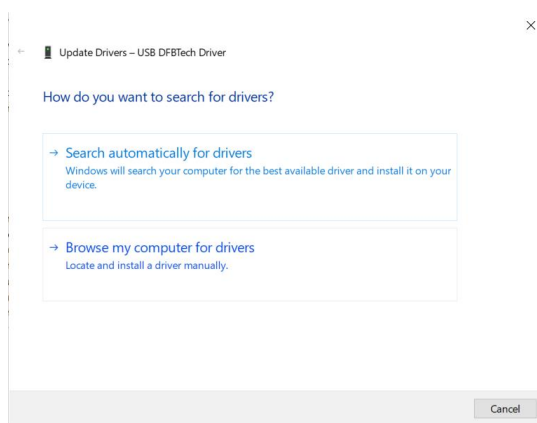 Update Drivers – USB DFBTech Driver
How do you want to search for drivers?
Search automatically for drivers
Windows will search your computer for the best available driver and install it on your
device.
Browse my computer for drivers
Locate and install a driver manually.
Cancel